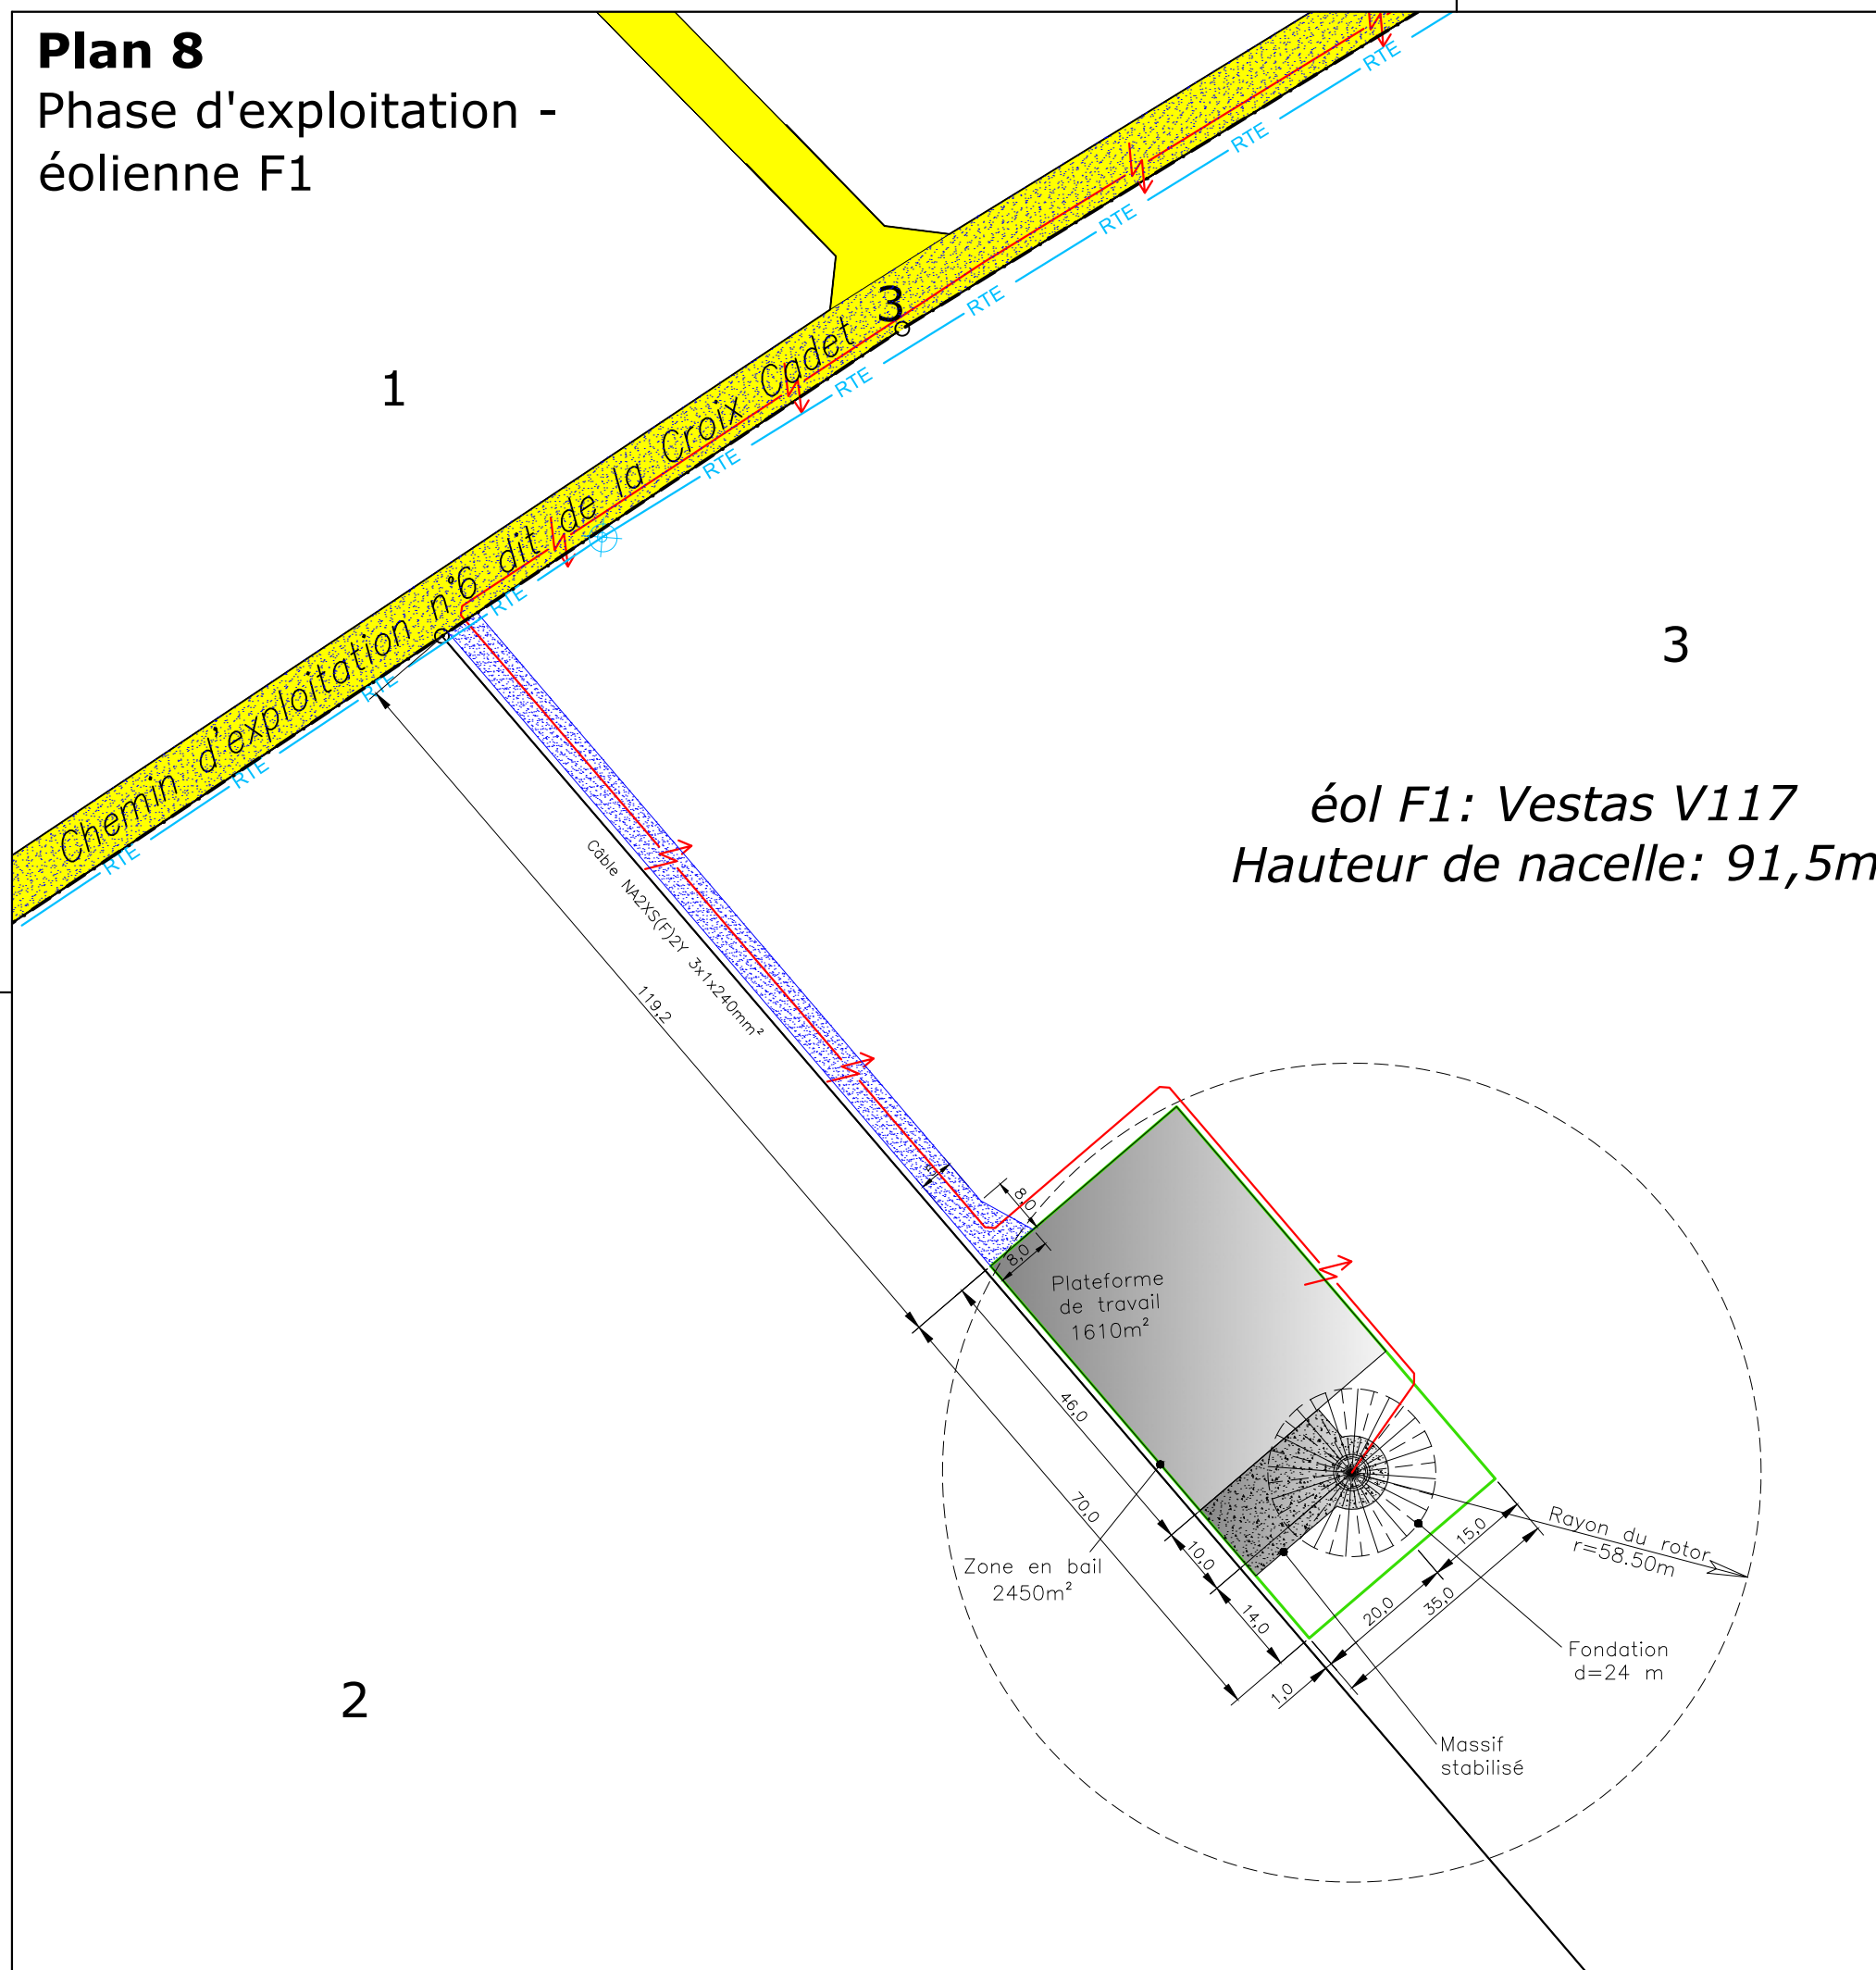 Plan 8
Phase d'exploitation -
éolienne F1
RTE
RTE
RTE
3
RTE
RTE
1
RTE
Chemin d'exploitation n°6 dit de la Croix Cadet
RTE
RTE
3
RTE
RTE
éol F1: Vestas V117
Hauteur de nacelle: 91,5m
Câble NA2XS(F)2Y 3x1x240mm²
119,2
8,0
8,0
Plateforme
de travail
1610m²
46,0
70,0
10,0
14,0
Zone en bail
2450m²
15,0
20,0
35,0
1,0
Rayon du rotor
r=58.50m
Fondation
d=24 m
Massif
stabilisé
2